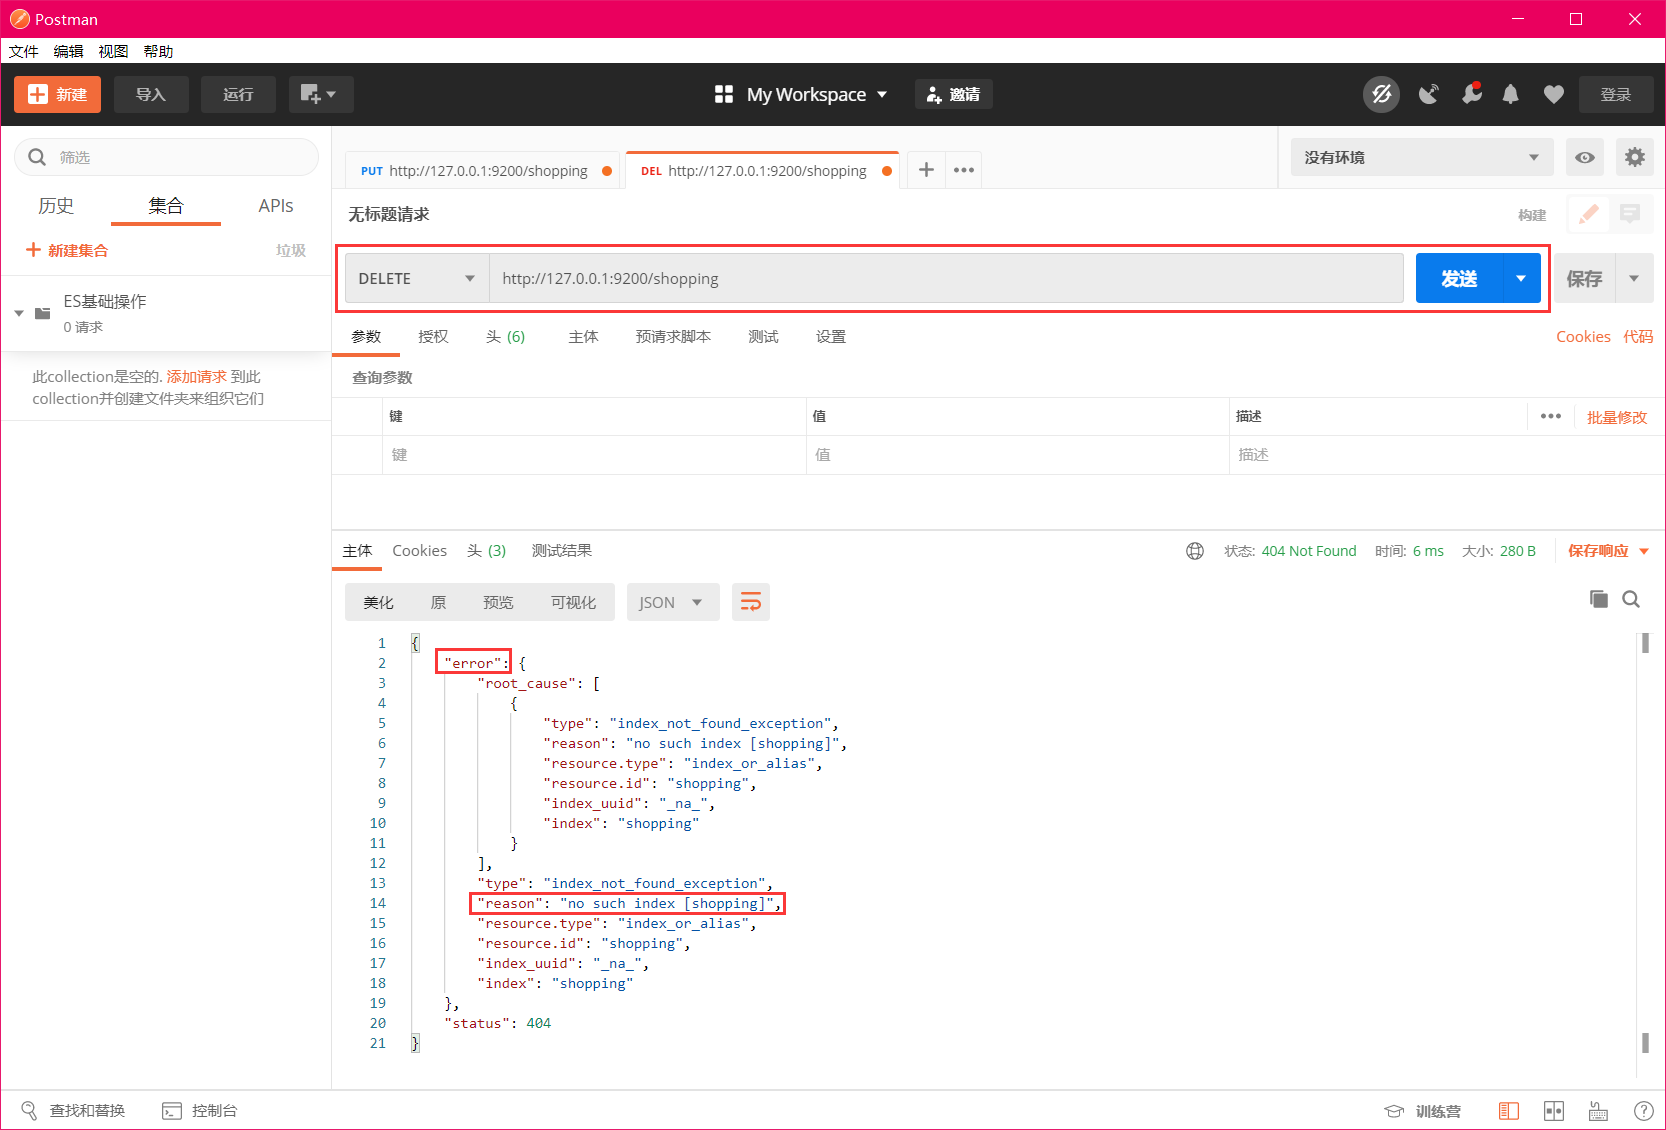 Postman
文件 编辑 视图 帮助
新建 导入 运行 My Workspace 邀请 登录
筛选
PUT http://127.0.0.1:9200/shopping DEL http://127.0.0.1:9200/shopping + ••• 没有环境
历史 集合 APIs
无标题请求 构建
+ 新建集合 垃圾
DELETE http://127.0.0.1:9200/shopping 发送 保存
ES基础操作
0 请求
参数 授权 头 (6) 主体 预请求脚本 测试 设置 Cookies 代码
此collection是空的. 添加请求 到此
collection并创建文件夹来组织它们
查询参数
键 值 描述 ••• 批量修改
键 值 描述
主体 Cookies 头 (3) 测试结果 状态: 404 Not Found 时间: 6 ms 大小: 280 B 保存响应
美化 原 预览 可视化 JSON
1 {
2 "error": {
3 "root_cause": [
4 {
5 "type": "index_not_found_exception",
6 "reason": "no such index [shopping]",
7 "resource.type": "index_or_alias",
8 "resource.id": "shopping",
9 "index_uuid": "_na_",
10 "index": "shopping"
11 }
12 ],
13 "type": "index_not_found_exception",
14 "reason": "no such index [shopping]",
15 "resource.type": "index_or_alias",
16 "resource.id": "shopping",
17 "index_uuid": "_na_",
18 "index": "shopping"
19 },
20 "status": 404
21 }
查找和替换 控制台 训练营